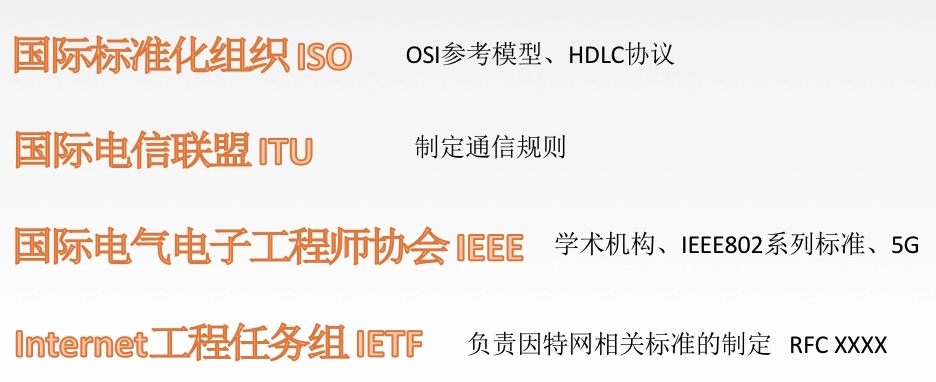 国际标准化组织 ISO OSI参考模型、HDLC协议
国际电信联盟 ITU 制定通信规则
国际电气电子工程师协会 IEEE 学术机构、IEEE802系列标准、5G
Internet工程任务组 IETF 负责因特网相关标准的制定 RFC XXXX